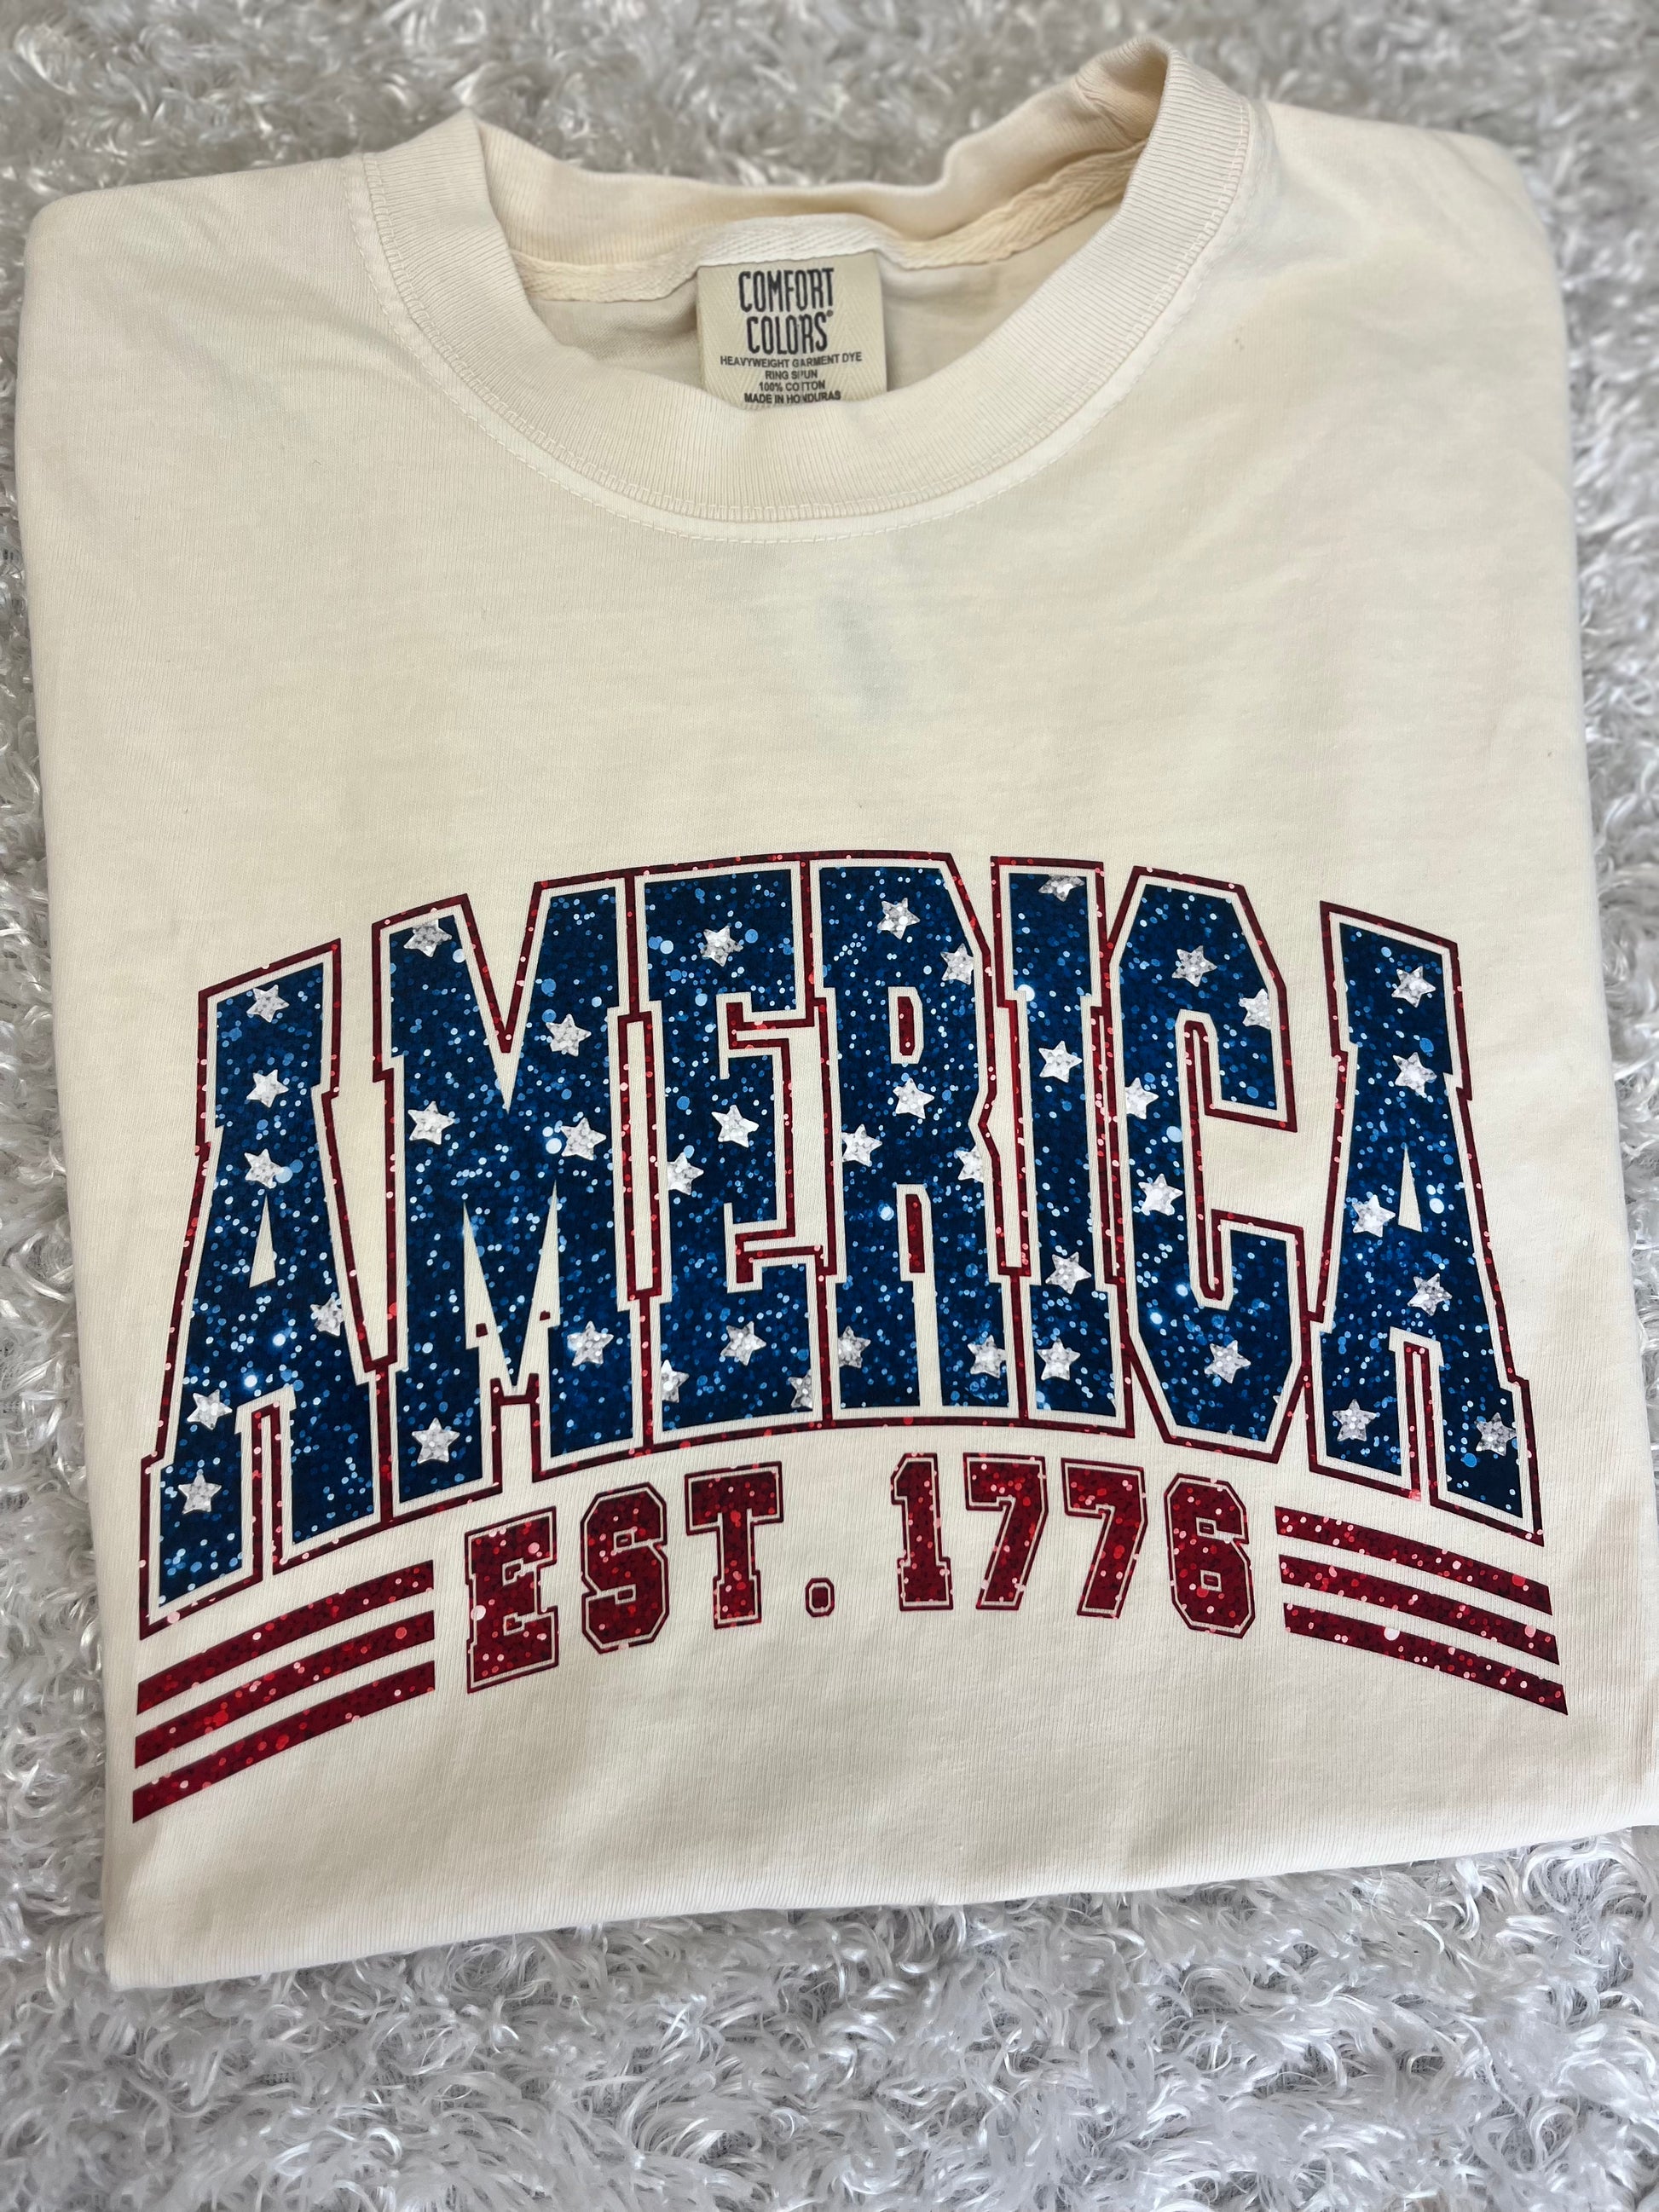 COMFORT
COLORS®
HEAVYWEIGHT GARMENT DYE
RING SPUN
100% COTTON
MADE IN HONDURAS
AMERICA
EST. 1776